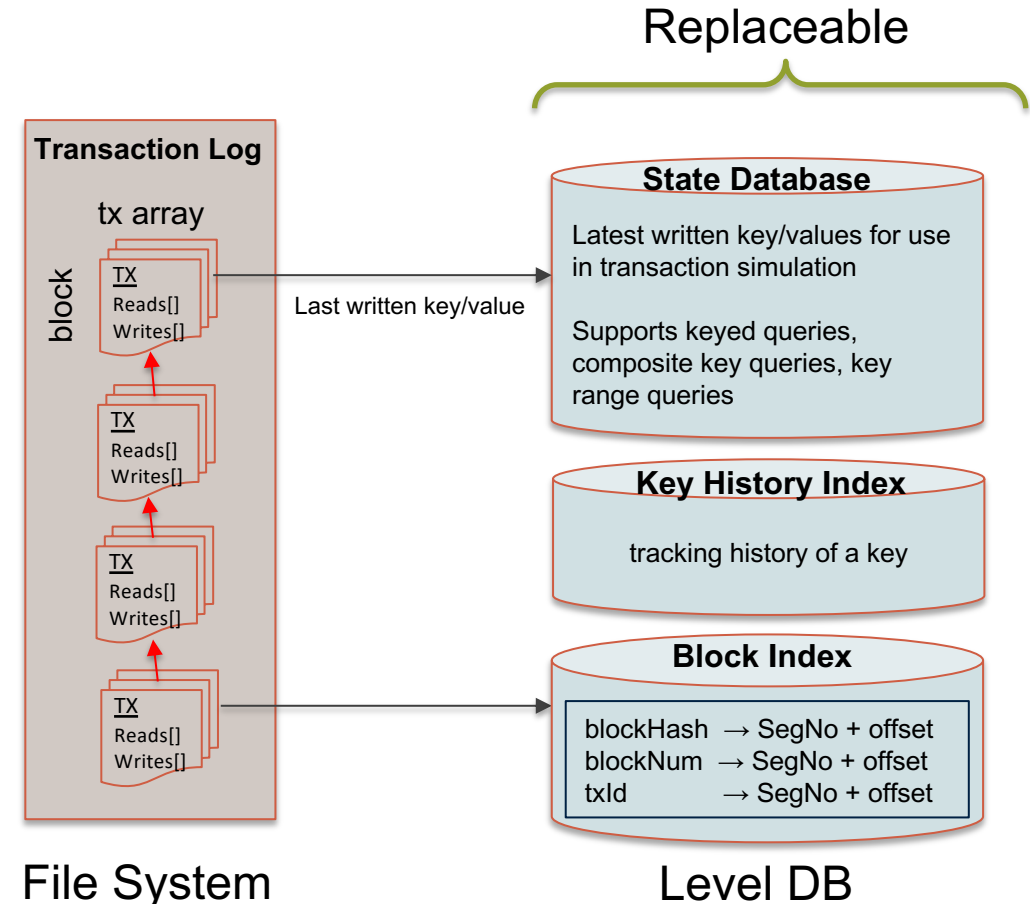 Replaceable
Transaction Log
tx array
block
TX
Reads[]
Writes[]
TX
Reads[]
Writes[]
TX
Reads[]
Writes[]
TX
Reads[]
Writes[]
Last written key/value
State Database
Latest written key/values for use
in transaction simulation
Supports keyed queries,
composite key queries, key
range queries
Key History Index
tracking history of a key
Block Index
blockHash → SegNo + offset
blockNum → SegNo + offset
txId → SegNo + offset
File System
Level DB